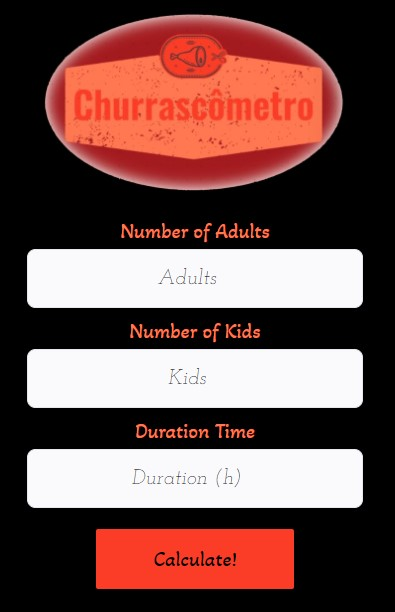 Churrascômetro
Number of Adults
Adults
Number of Kids
Kids
Duration Time
Duration (h)
Calculate!